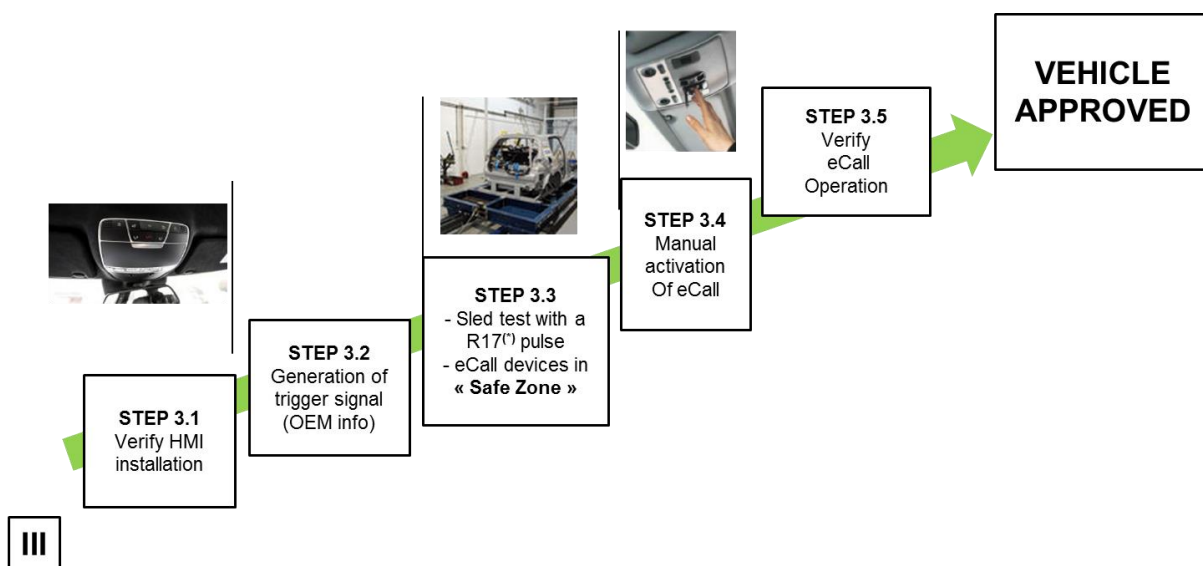 VEHICLE
APPROVED
STEP 3.5
Verify
eCall
Operation
STEP 3.4
Manual
activation
Of eCall
STEP 3.3
- Sled test with a
R17(*) pulse
- eCall devices in
« Safe Zone »
STEP 3.2
Generation of
trigger signal
(OEM info)
STEP 3.1
Verify HMI
installation
III